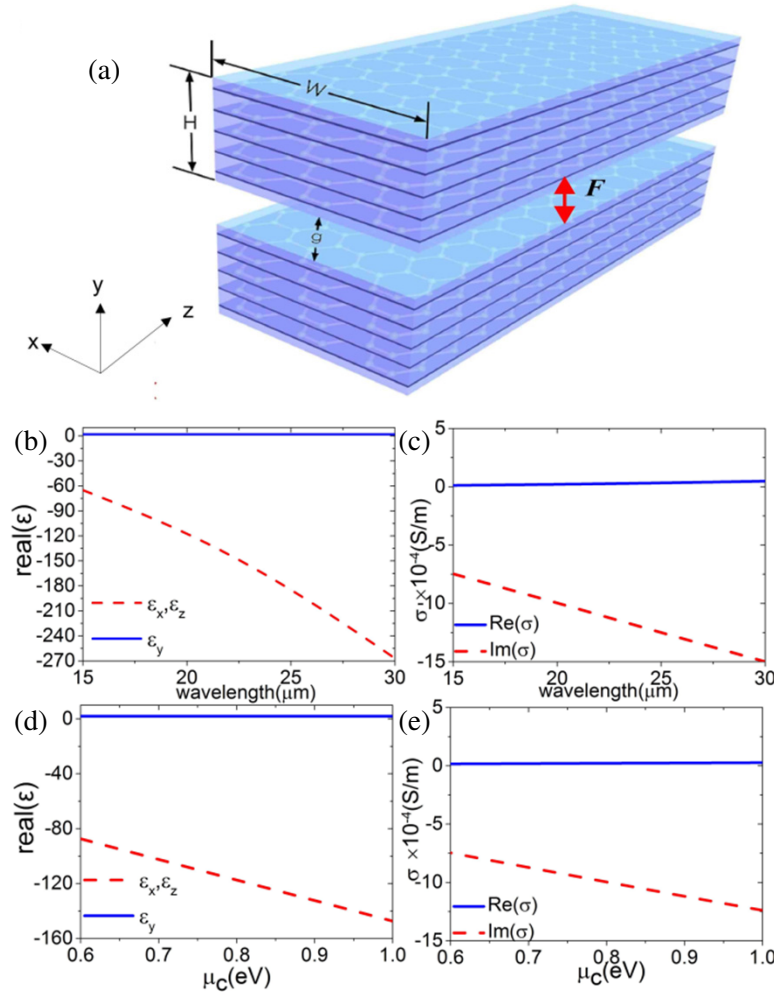 (a)
W
H
F
g
y
z
x
(b)
(c)
0
-30
-60
-90
-120
-150
-180
-210
-240
-270
real(ε)
εx,εz
εy
15 20 25 30
wavelength(μm)
5
0
-5
-10
-15
σ,×10⁻⁴(S/m)
Re(σ)
Im(σ)
15 20 25 30
wavelength(μm)
(d)
(e)
0
-40
-80
-120
-160
real(ε)
εx,εz
εy
0.6 0.7 0.8 0.9 1.0
μc(eV)
5
0
-5
-10
-15
σ ×10⁻⁴(S/m)
Re(σ)
Im(σ)
0.6 0.7 0.8 0.9 1.0
μc(eV)